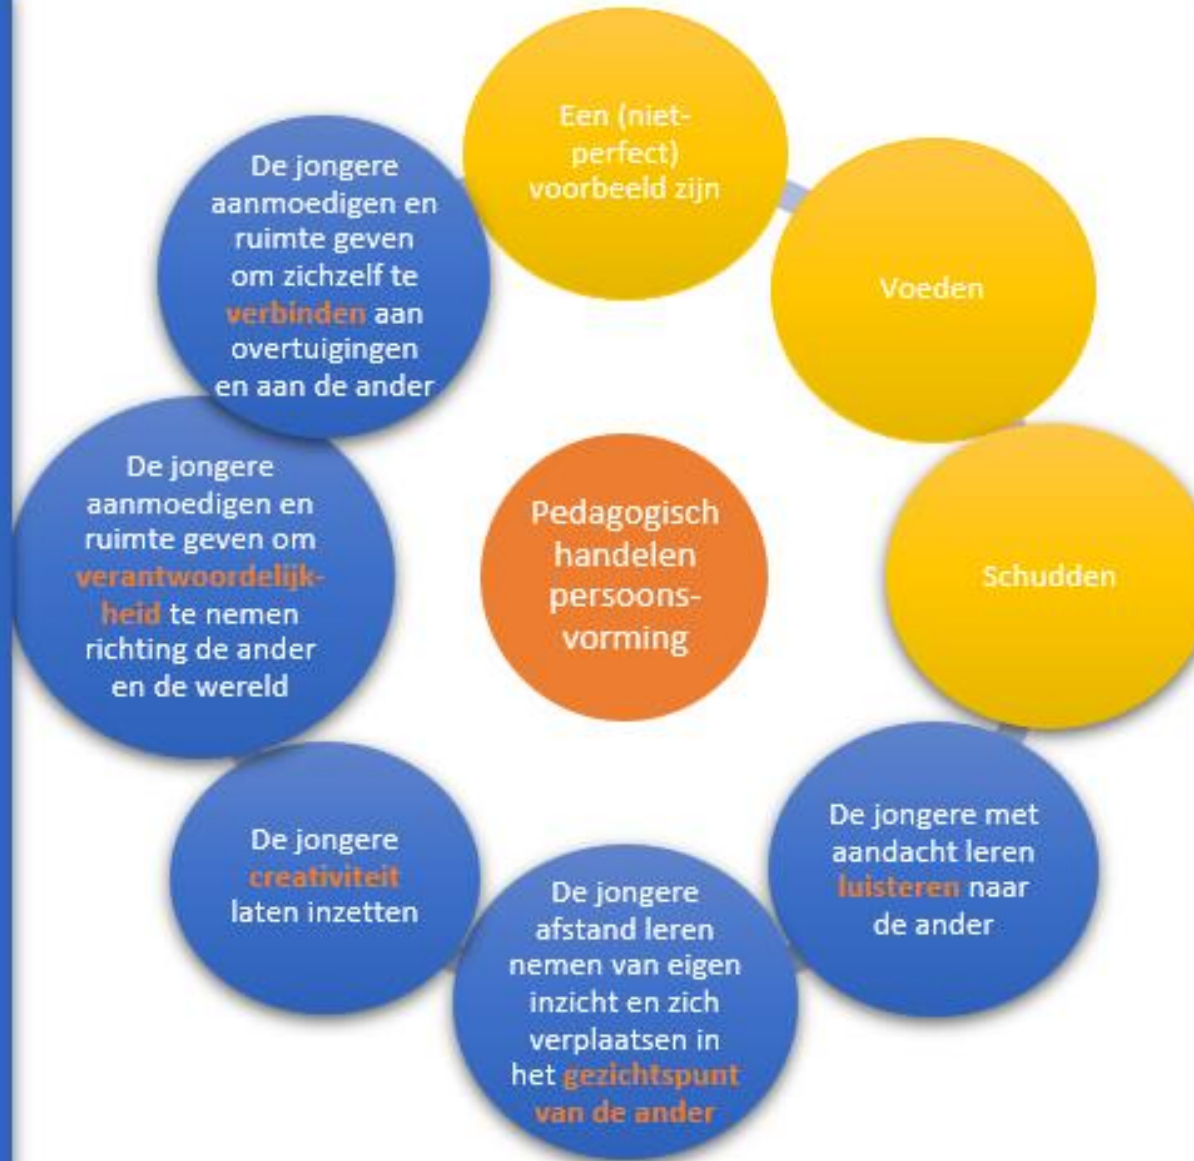 Een (niet-
perfect)
voorbeeld zijn
Voeden
Schudden
De jongere met
aandacht leren
luisteren naar
de ander
De jongere
afstand leren
nemen van eigen
inzicht en zich
verplaatsen in
het gezichtspunt
van de ander
De jongere
creativiteit
laten inzetten
De jongere
aanmoedigen en
ruimte geven om
verantwoordelijk-
heid te nemen
richting de ander
en de wereld
De jongere
aanmoedigen en
ruimte geven
om zichzelf te
verbinden aan
overtuigingen
en aan de ander
Pedagogisch
handelen
persoons-
vorming